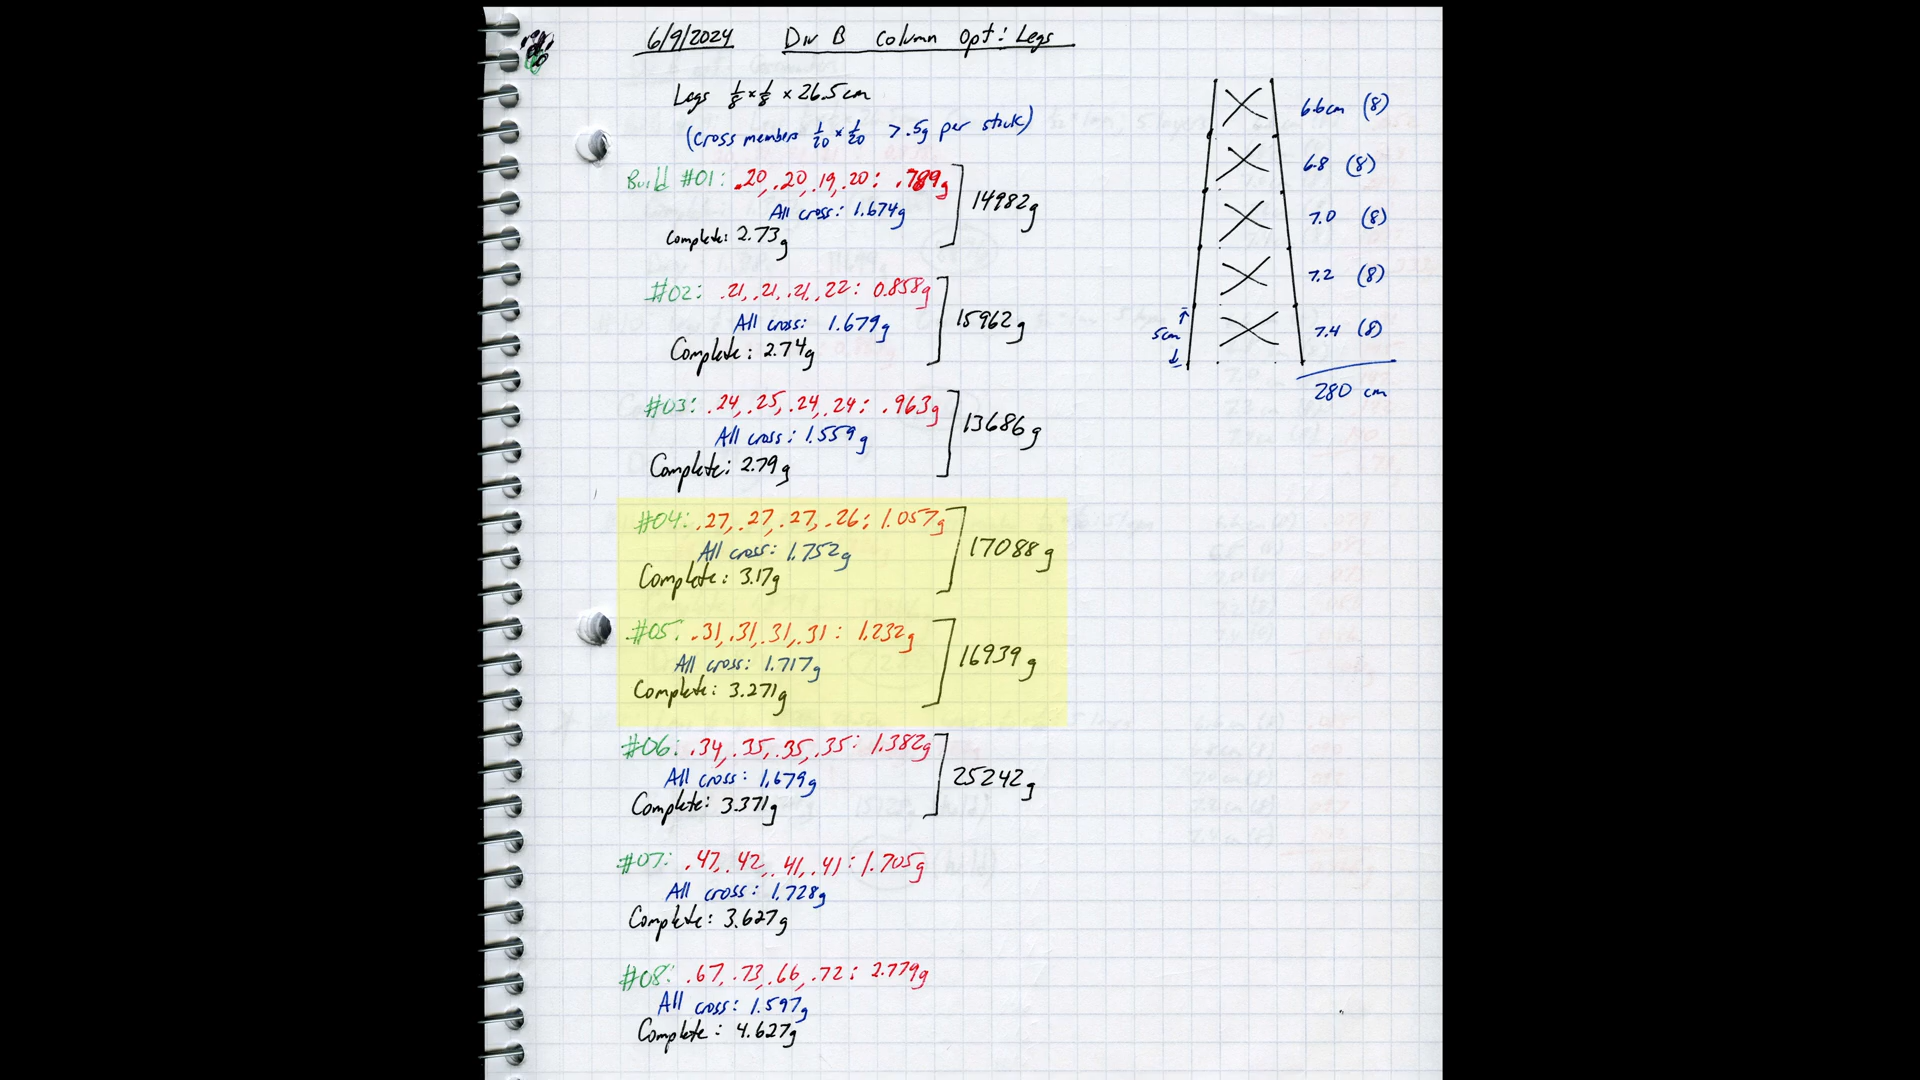 6/9/2024 Div B Column Opt: Legs
Legs 1/8 x 1/8 x 26.5cm
(Cross members 1/20 x 1/20 > .5g per stick)
Build #01: .20, .20, .19, .20: .789g
All cross: 1.674g
Complete: 2.73g
14982g
#02: .21, .21, .21, .22: 0.858g
All cross: 1.679g
Complete: 2.74g
15962g
#03: .24, .25, .24, .24: .963g
All cross: 1.559g
Complete: 2.79g
13686g
#04: .27, .27, .27, .26: 1.057g
All cross: 1.752g
Complete: 3.17g
17088g
#05: .31, .31, .31, .31: 1.232g
All cross: 1.717g
Complete: 3.271g
16939g
#06: .34, .35, .35, .35: 1.382g
All cross: 1.679g
Complete: 3.371g
25242g
#07: .47, .42, .41, .41: 1.705g
All cross: 1.728g
Complete: 3.627g
#08: .67, .73, .66, .72: 2.779g
All cross: 1.597g
Complete: 4.627g
6.6cm (8)
6.8 (8)
7.0 (8)
7.2 (8)
7.4 (8)
5cm
280 cm